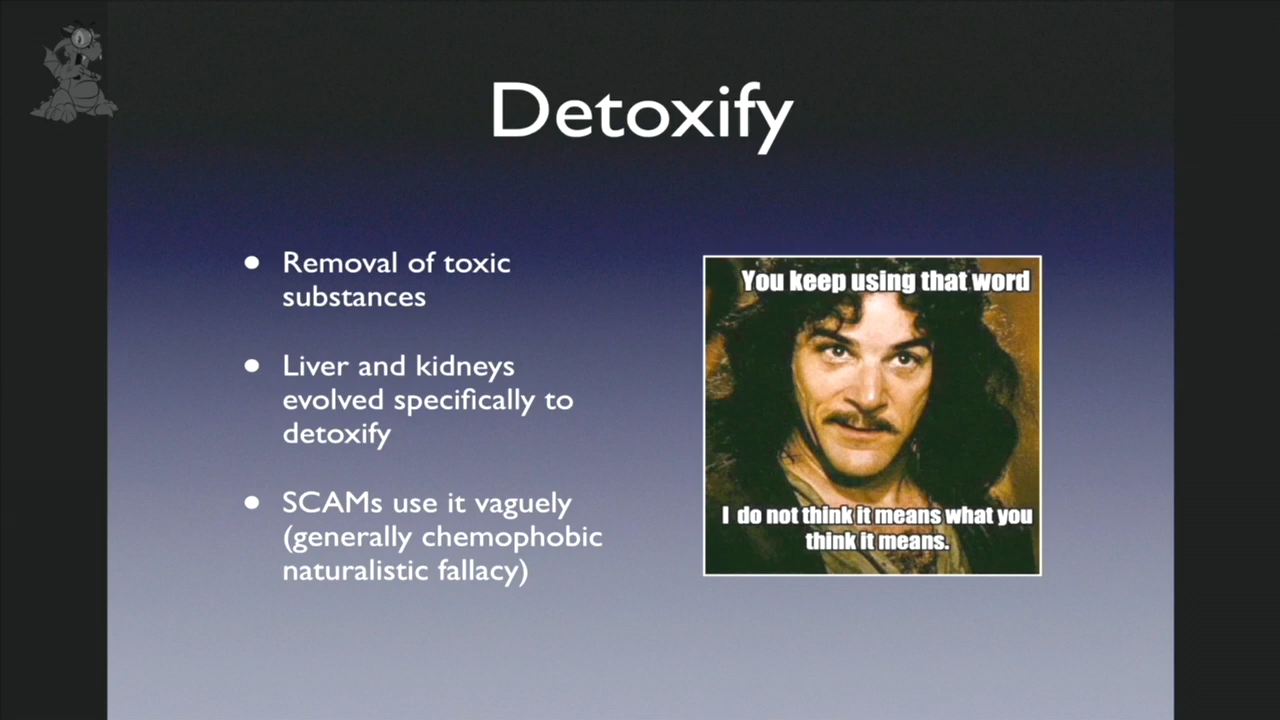 Detoxify
• Removal of toxic
substances
• Liver and kidneys
evolved specifically to
detoxify
• SCAMs use it vaguely
(generally chemophobic
naturalistic fallacy)
You keep using that word
I do not think it means what you
think it means.